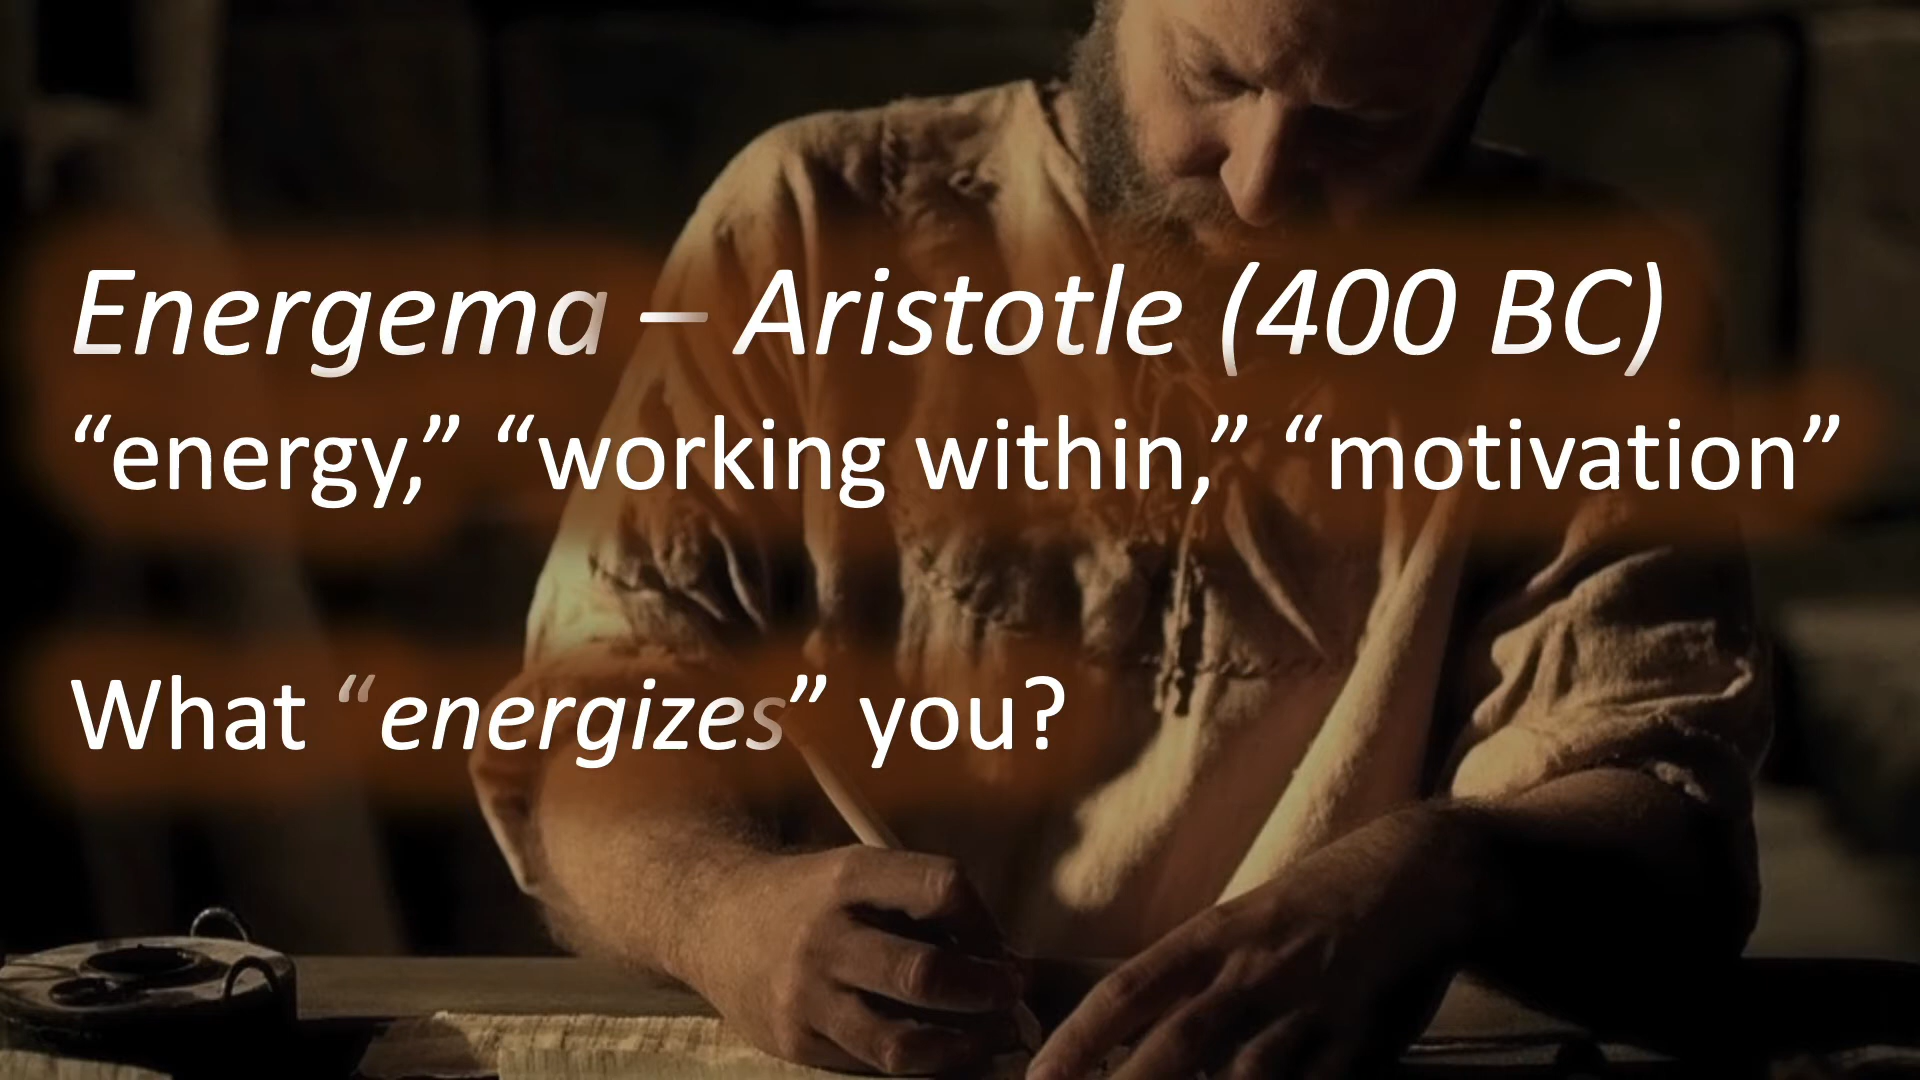 Energema – Aristotle (400 BC)
“energy,” “working within,” “motivation”
What “energizes” you?